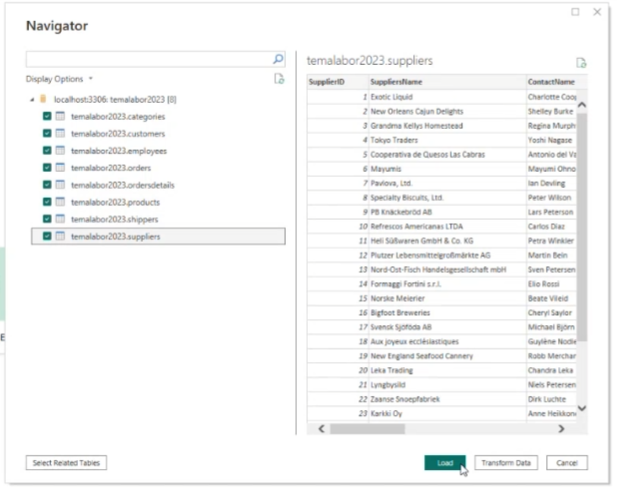 Navigator
Display Options
localhost:3306: temalabor2023 [8]
temalabor2023.categories
temalabor2023.customers
temalabor2023.employees
temalabor2023.orders
temalabor2023.ordersdetails
temalabor2023.products
temalabor2023.shippers
temalabor2023.suppliers
temalabor2023.suppliers
SupplierID SuppliersName ContactName
1 Exotic Liquid Charlotte Coop
2 New Orleans Cajun Delights Shelley Burke
3 Grandma Kellys Homestead Regina Murph
4 Tokyo Traders Yoshi Nagase
5 Cooperativa de Quesos Las Cabras Antonio del Va
6 Mayumis Mayumi Ohno
7 Pavlova, Ltd. Ian Devling
8 Specialty Biscuits, Ltd. Peter Wilson
9 PB Knäckebröd AB Lars Peterson
10 Refrescos Americanas LTDA Carlos Diaz
11 Heli Süßwaren GmbH & Co. KG Petra Winkler
12 Plutzer Lebensmittelgroßmärkte AG Martin Bein
13 Nord-Ost-Fisch Handelsgesellschaft mbH Sven Petersen
14 Formaggi Fortini s.r.l. Elio Rossi
15 Norske Meierier Beate Vileid
16 Bigfoot Breweries Cheryl Saylor
17 Svensk Sjöföda AB Michael Björn
18 Aux joyeux ecclésiastiques Guylène Nodie
19 New England Seafood Cannery Robb Merchan
20 Leka Trading Chandra Leka
21 Lyngbysild Niels Petersen
22 Zaanse Snoepfabriek Dirk Luchte
23 Karkki Oy Anne Heikkon
Select Related Tables
Load Transform Data Cancel